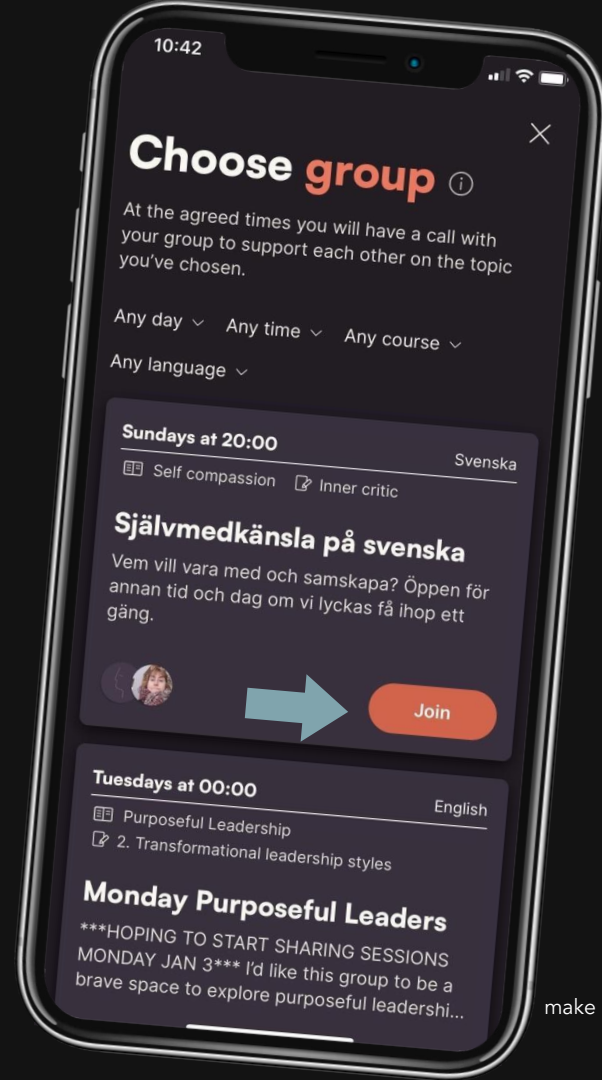 10:42
Choose group
At the agreed times you will have a call with
your group to support each other on the topic
you've chosen.
Any day Any time Any course
Any language
Sundays at 20:00 Svenska
Self compassion Inner critic
Självmedkänsla på svenska
Vem vill vara med och samskapa? Öppen för
annan tid och dag om vi lyckas få ihop ett
gäng.
Join
Tuesdays at 00:00 English
Purposeful Leadership
2. Transformational leadership styles
Monday Purposeful Leaders
***HOPING TO START SHARING SESSIONS
MONDAY JAN 3*** I'd like this group to be a
brave space to explore purposeful leadershi...
make